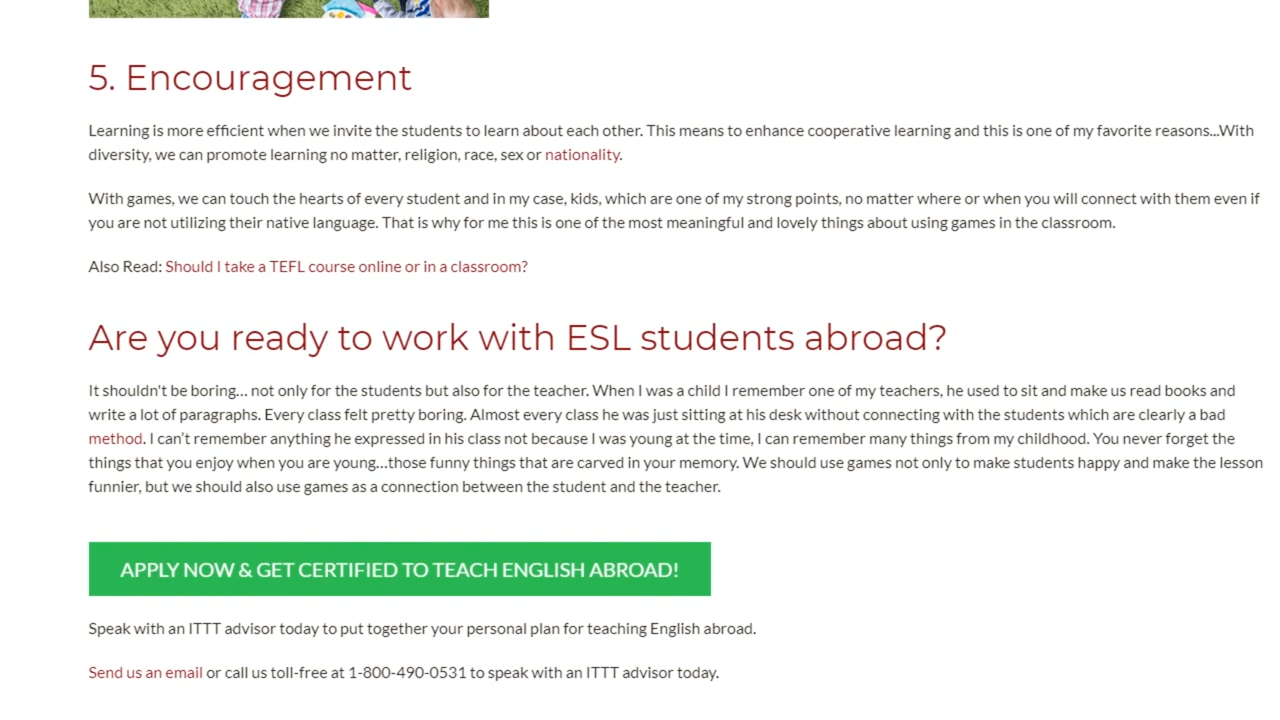 5. Encouragement
Learning is more efficient when we invite the students to learn about each other. This means to enhance cooperative learning and this is one of my favorite reasons...With
diversity, we can promote learning no matter, religion, race, sex or nationality.
With games, we can touch the hearts of every student and in my case, kids, which are one of my strong points, no matter where or when you will connect with them even if
you are not utilizing their native language. That is why for me this is one of the most meaningful and lovely things about using games in the classroom.
Also Read: Should I take a TEFL course online or in a classroom?
Are you ready to work with ESL students abroad?
It shouldn't be boring... not only for the students but also for the teacher. When I was a child I remember one of my teachers, he used to sit and make us read books and
write a lot of paragraphs. Every class felt pretty boring. Almost every class he was just sitting at his desk without connecting with the students which are clearly a bad
method. I can't remember anything he expressed in his class not because I was young at the time, I can remember many things from my childhood. You never forget the
things that you enjoy when you are young...those funny things that are carved in your memory. We should use games not only to make students happy and make the lesson
funnier, but we should also use games as a connection between the student and the teacher.
APPLY NOW & GET CERTIFIED TO TEACH ENGLISH ABROAD!
Speak with an ITTT advisor today to put together your personal plan for teaching English abroad.
Send us an email or call us toll-free at 1-800-490-0531 to speak with an ITTT advisor today.